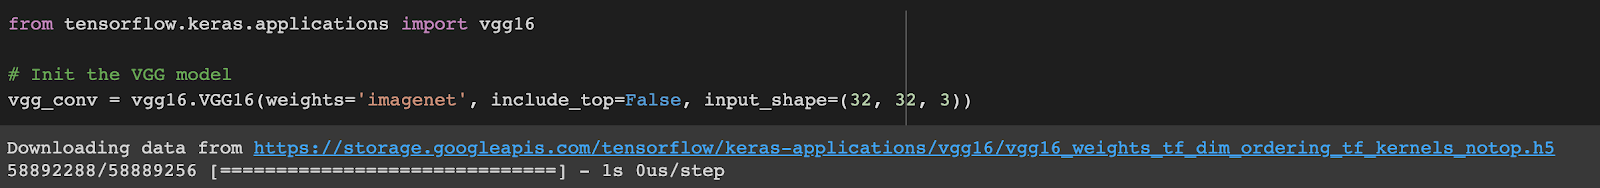 from tensorflow.keras.applications import vgg16
# Init the VGG model
vgg_conv = vgg16.VGG16(weights='imagenet', include_top=False, input_shape=(32, 32, 3))
Downloading data from https://storage.googleapis.com/tensorflow/keras-applications/vgg16/vgg16_weights_tf_dim_ordering_tf_kernels_notop.h5
58892288/58889256 [==============================] - 1s 0us/step